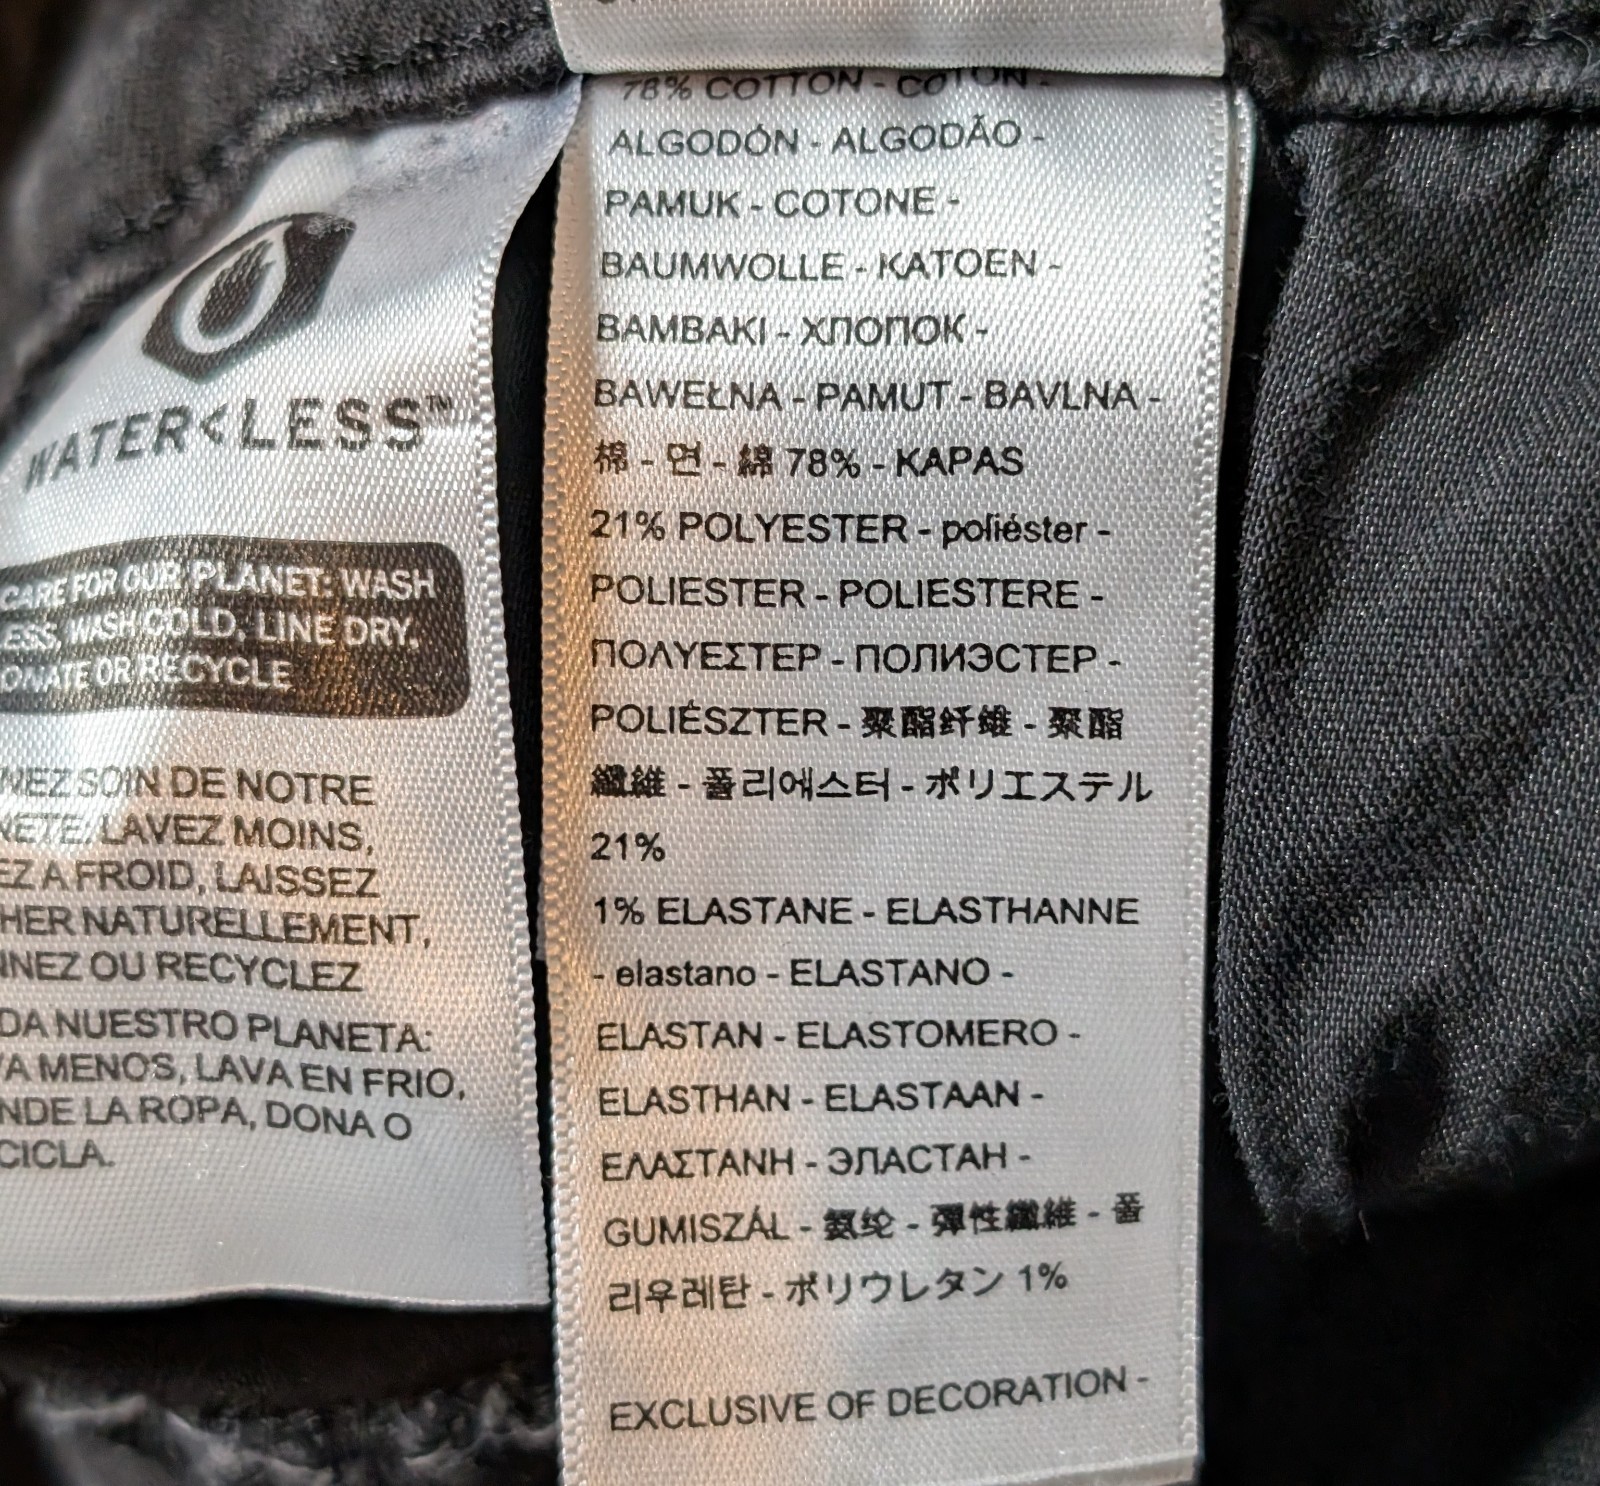 WATER<LESS™
CARE FOR OUR PLANET: WASH
ESS, WASH COLD, LINE DRY,
ONATE OR RECYCLE
NEZ SOIN DE NOTRE
NÈTE: LAVEZ MOINS,
EZ A FROID, LAISSEZ
HER NATURELLEMENT,
NNEZ OU RECYCLEZ
DA NUESTRO PLANETA:
VA MENOS, LAVA EN FRIO,
NDE LA ROPA, DONA O
CICLA.
78% COTTON - COTON -
ALGODÓN - ALGODÃO -
PAMUK - COTONE -
BAUMWOLLE - KATOEN -
BAMBAKI - ХЛОПОК -
BAWEŁNA - PAMUT - BAVLNA -
棉 - 면 - 綿 78% - KAPAS
21% POLYESTER - poliéster -
POLIESTER - POLIESTERE -
ΠΟΛΥΕΣΤΕΡ - ПОЛИЭСТЕР -
POLIÉSZTER - 聚酯纤维 - 聚酯
纖維 - 폴리에스터 - ポリエステル
21%
1% ELASTANE - ELASTHANNE
- elastano - ELASTANO -
ELASTAN - ELASTOMERO -
ELASTHAN - ELASTAAN -
ΕΛΑΣΤΑΝΗ - ЭЛАСТАН -
GUMISZÁL - 氨纶 - 彈性纖維 - 폴
리우레탄 - ポリウレタン 1%
EXCLUSIVE OF DECORATION -